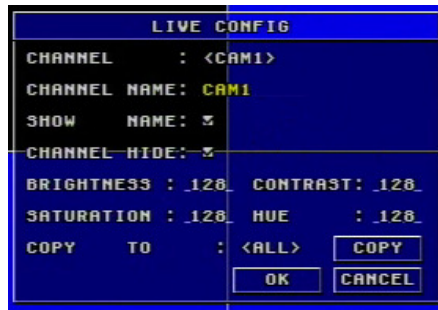 LIVE CONFIG
CHANNEL : <CAM1>
CHANNEL NAME: CAM1
SHOW NAME:
CHANNEL HIDE:
BRIGHTNESS : 128 CONTRAST: 128
SATURATION : 128 HUE : 128
COPY TO : <ALL> COPY
OK CANCEL